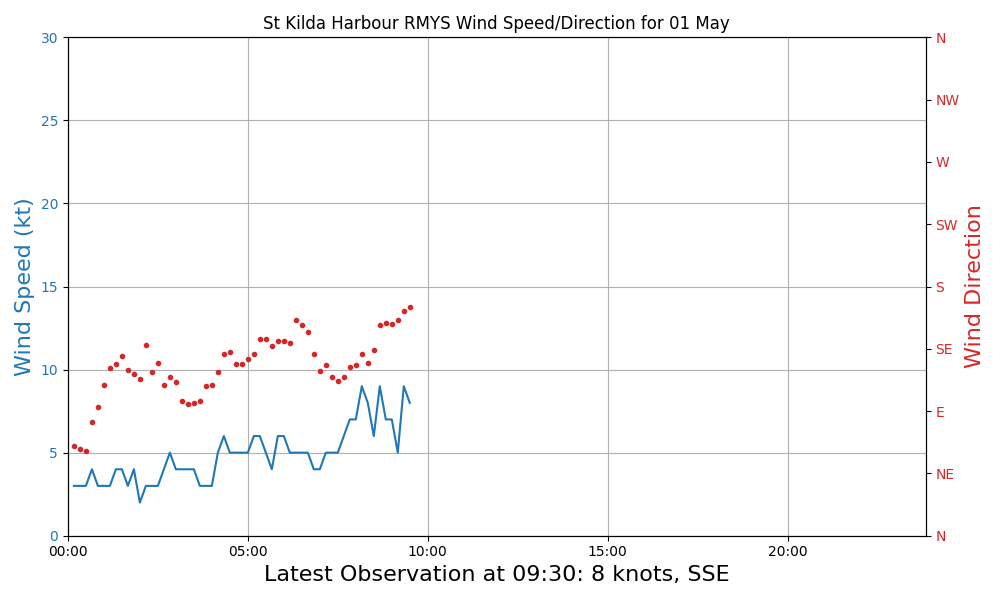 St Kilda Harbour RMYS Wind Speed/Direction for 01 May
30
25
20
15
10
5
0
Wind Speed (kt)
N
NW
W
SW
S
SE
E
NE
N
Wind Direction
00:00 05:00 10:00 15:00 20:00
Latest Observation at 09:30: 8 knots, SSE